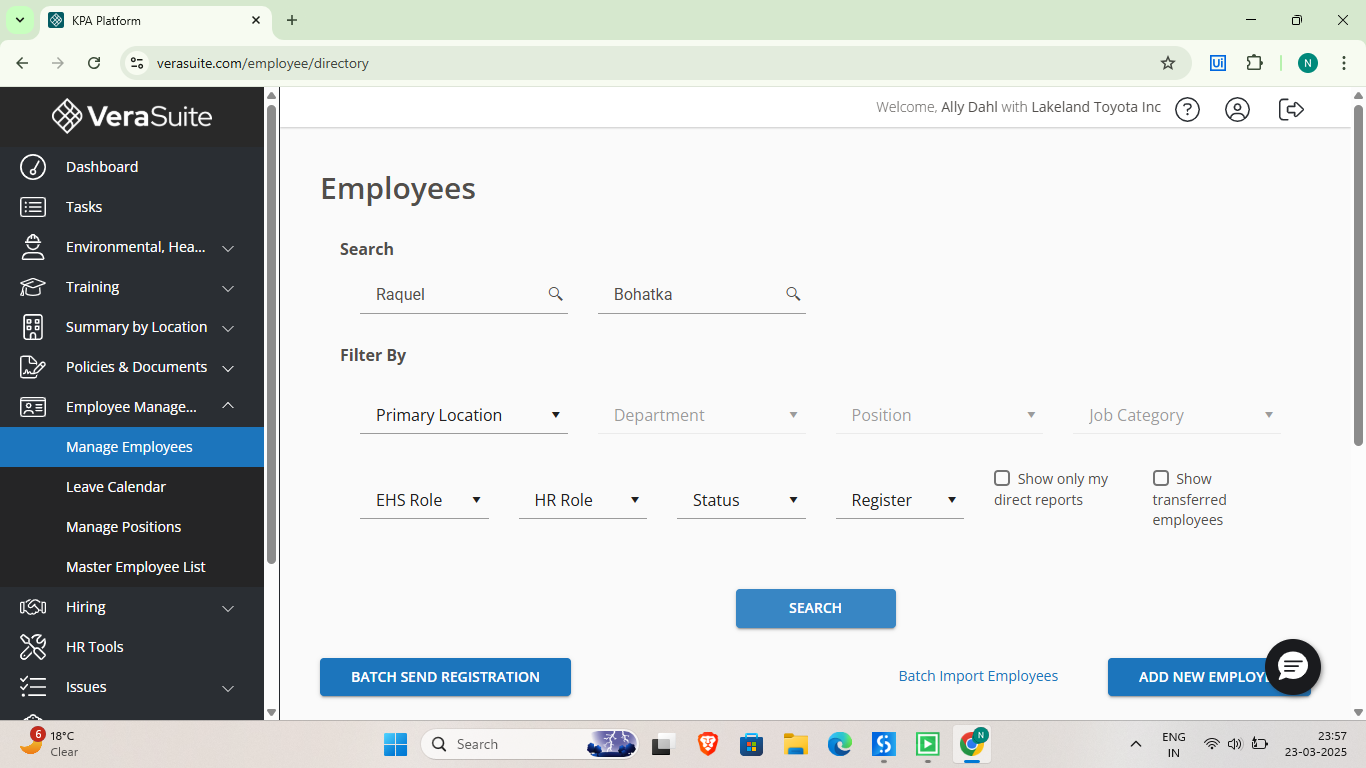 KPA Platform
verasuite.com/employee/directory
Ui
N
VeraSuite
Welcome, Ally Dahl with Lakeland Toyota Inc
?
Dashboard
Tasks
Environmental, Hea...
Training
Summary by Location
Policies & Documents
Employee Manage...
Manage Employees
Leave Calendar
Manage Positions
Master Employee List
Hiring
HR Tools
Issues
Employees
Search
Raquel
Bohatka
Filter By
Primary Location
Department
Position
Job Category
EHS Role
HR Role
Status
Register
Show only my
direct reports
Show
transferred
employees
SEARCH
BATCH SEND REGISTRATION
Batch Import Employees
ADD NEW EMPLOYE
6
18°C
Clear
Search
N
ENG
IN
23:57
23-03-2025